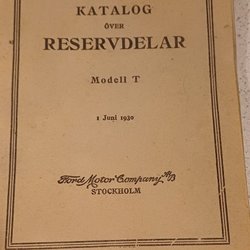 KATALOG
ÖVER
RESERVDELAR
Modell T
1 Juni 1930
Ford Motor Company A/B
STOCKHOLM